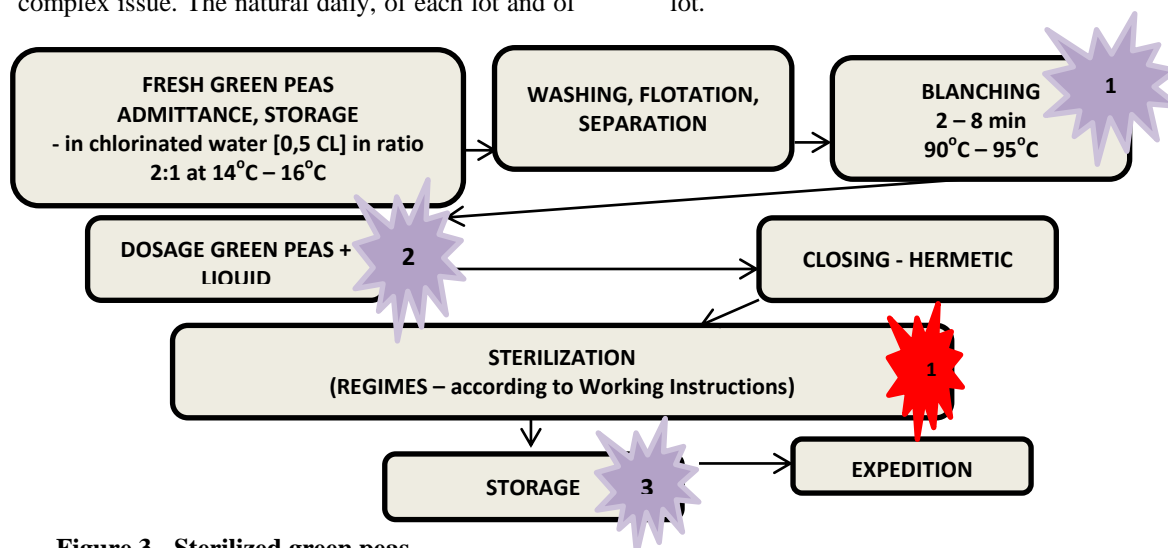 complex issue. The natural daily, of each lot and of lot.
FRESH GREEN PEAS
ADMITTANCE, STORAGE
- in chlorinated water [0,5 CL] in ratio
2:1 at 14°C – 16°C
WASHING, FLOTATION,
SEPARATION
BLANCHING
2 – 8 min
90°C – 95°C
1
DOSAGE GREEN PEAS +
LIQUID
2
CLOSING - HERMETIC
STERILIZATION
(REGIMES – according to Working Instructions)
1
STORAGE
3
EXPEDITION
Figure 3 Sterilized green peas